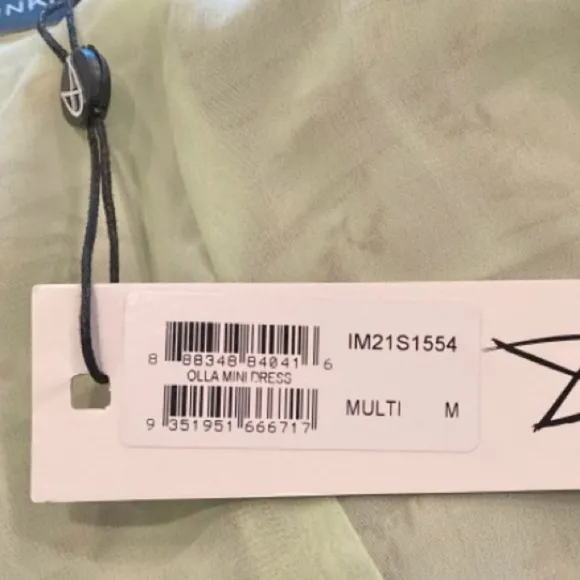 8 88348 84041 6
IM21S1554
OLLA MINI DRESS
MULTI M
9 351951 666717